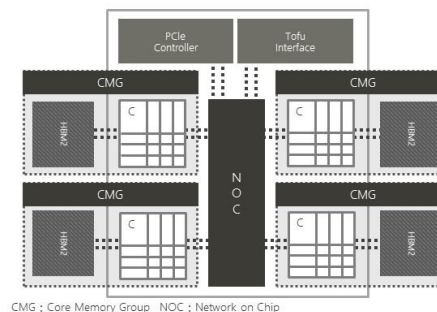 PCIe
Controller
Tofu
Interface
CMG
CMG
HBM2
C
C
HBM2
N
O
C
CMG
CMG
HBM2
C
C
HBM2
CMG : Core Memory Group NOC : Network on Chip